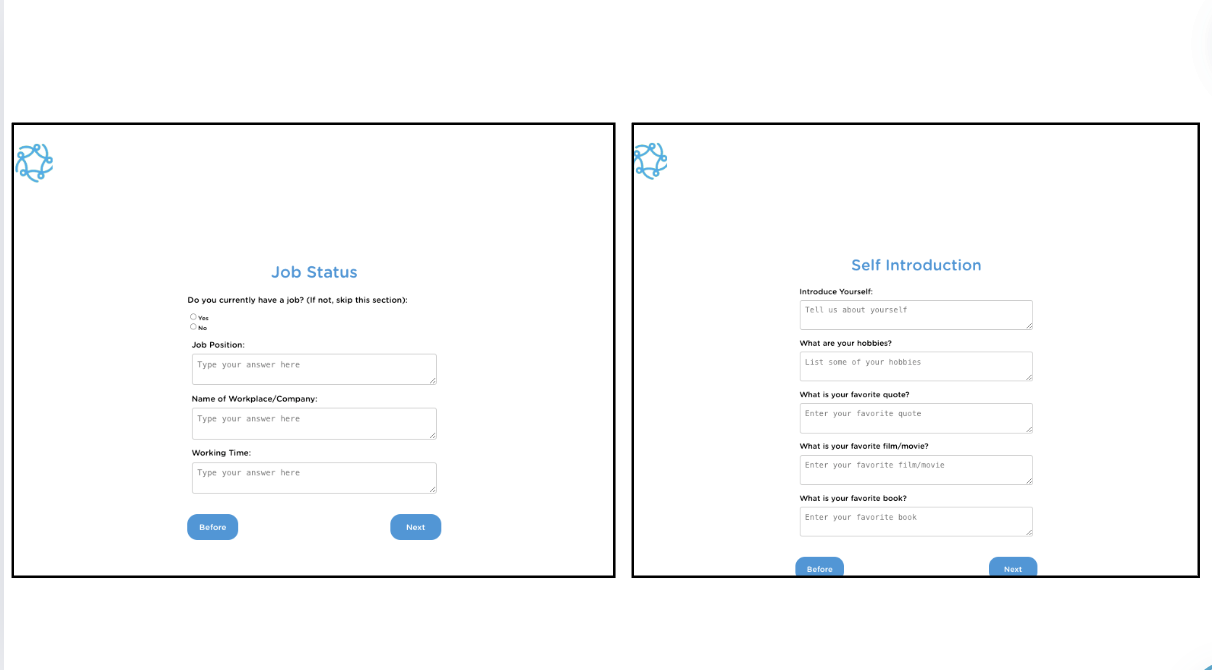 Job Status
Do you currently have a job? (If not, skip this section):
Yes
No
Job Position:
Type your answer here
Name of Workplace/Company:
Type your answer here
Working Time:
Type your answer here
Before
Next
Self Introduction
Introduce Yourself:
Tell us about yourself
What are your hobbies?
List some of your hobbies
What is your favorite quote?
Enter your favorite quote
What is your favorite film/movie?
Enter your favorite film/movie
What is your favorite book?
Enter your favorite book
Before
Next